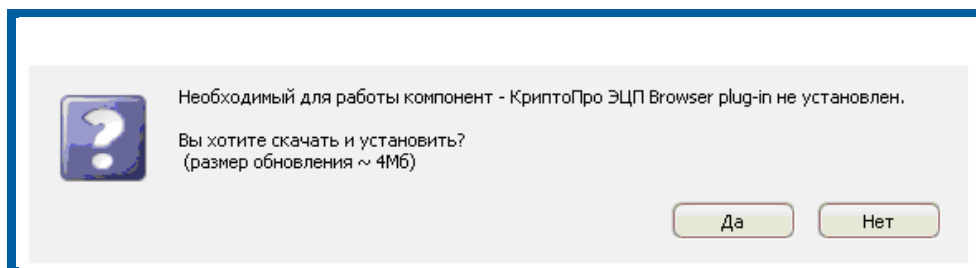 Необходимый для работы компонент - КриптоПро ЭЦП Browser plug-in не установлен.
Вы хотите скачать и установить?
(размер обновления ~ 4Мб)
Да Нет